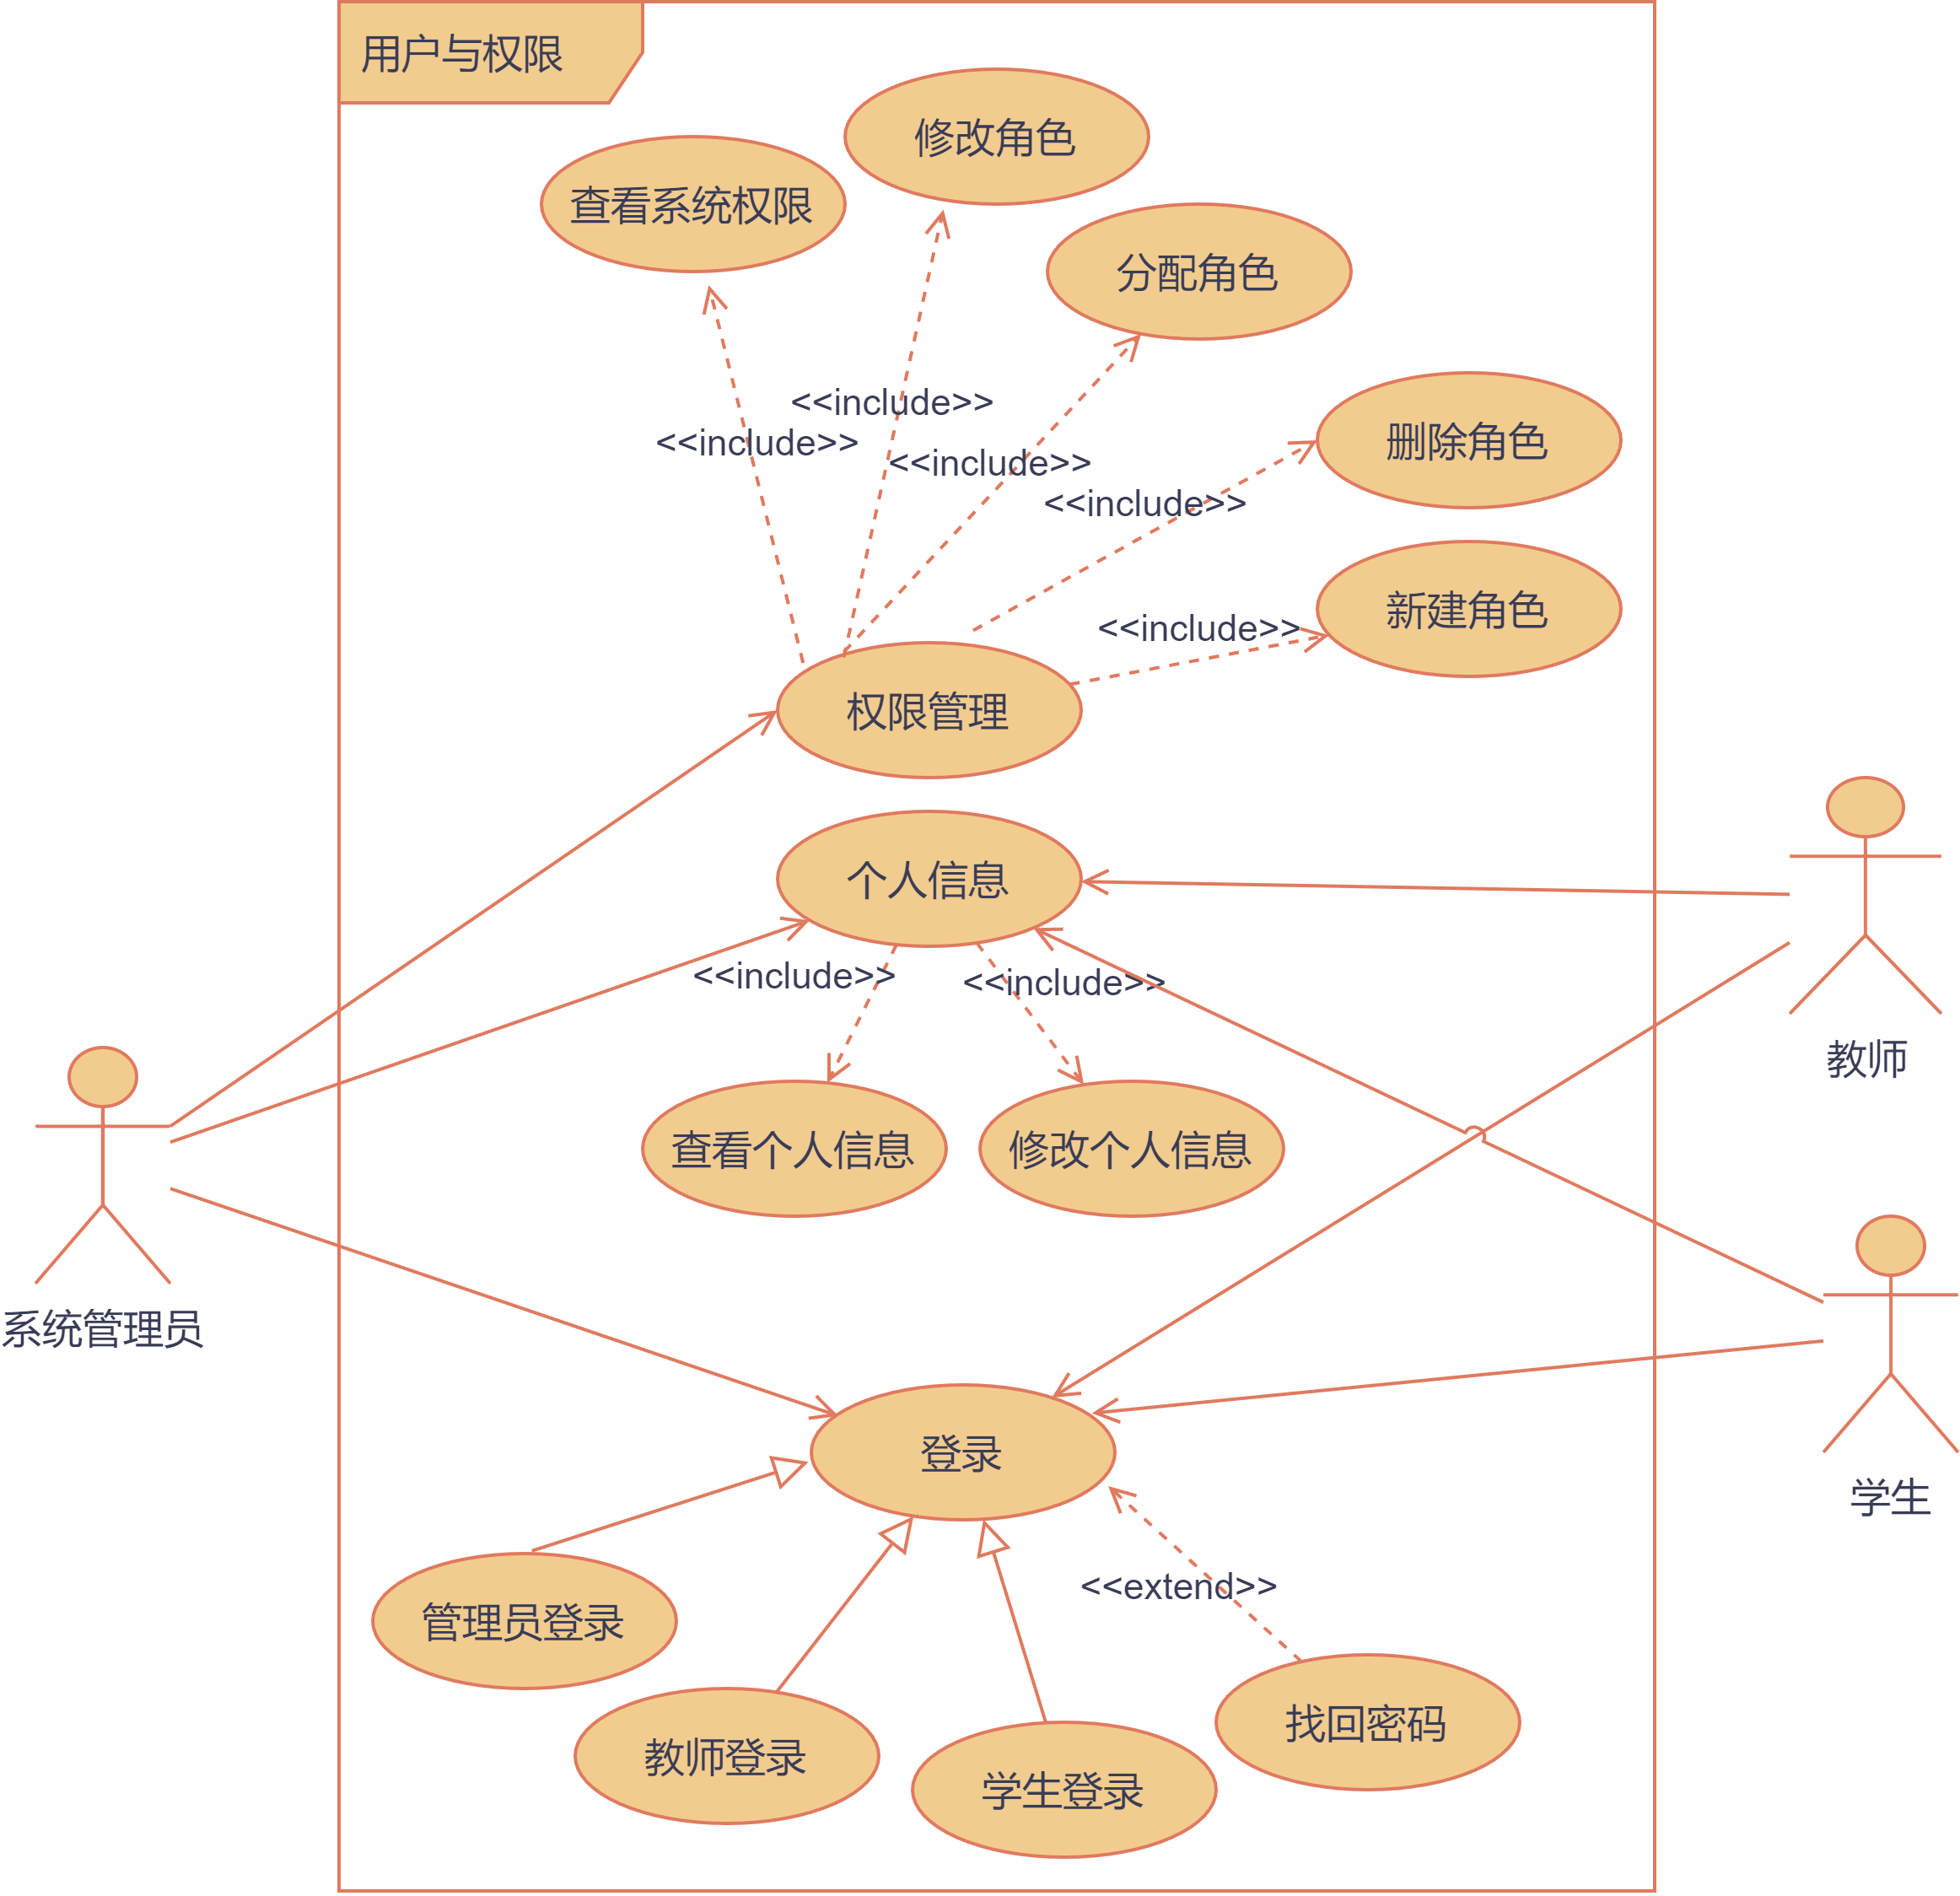 用户与权限
修改角色
查看系统权限
分配角色
<<include>>
<<include>>
<<include>>
删除角色
<<include>>
新建角色
<<include>>
权限管理
个人信息
<<include>>
<<include>>
教师
查看个人信息
修改个人信息
系统管理员
登录
学生
<<extend>>
管理员登录
找回密码
教师登录
学生登录